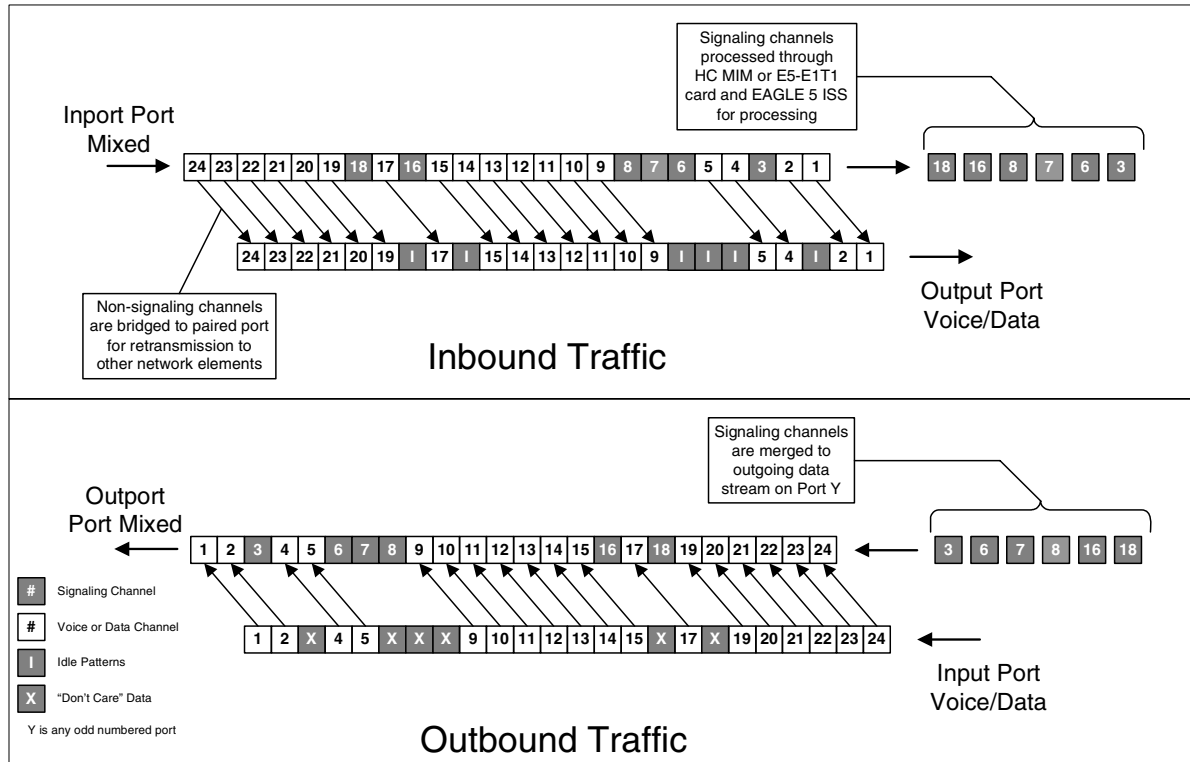 Signaling channels
processed through
HC MIM or E5-E1T1
card and EAGLE 5 ISS
for processing
Inport Port
Mixed
24 23 22 21 20 19 18 17 16 15 14 13 12 11 10 9 8 7 6 5 4 3 2 1
18 16 8 7 6 3
24 23 22 21 20 19 I 17 I 15 14 13 12 11 10 9 I I I 5 4 I 2 1
Non-signaling channels
are bridged to paired port
for retransmission to
other network elements
Output Port
Voice/Data
Inbound Traffic
Signaling channels
are merged to
outgoing data
stream on Port Y
Outport
Port Mixed
1 2 3 4 5 6 7 8 9 10 11 12 13 14 15 16 17 18 19 20 21 22 23 24
3 6 7 8 16 18
# Signaling Channel
# Voice or Data Channel
I Idle Patterns
X "Don't Care" Data
Y is any odd numbered port
1 2 X 4 5 X X X 9 10 11 12 13 14 15 X 17 X 19 20 21 22 23 24
Input Port
Voice/Data
Outbound Traffic